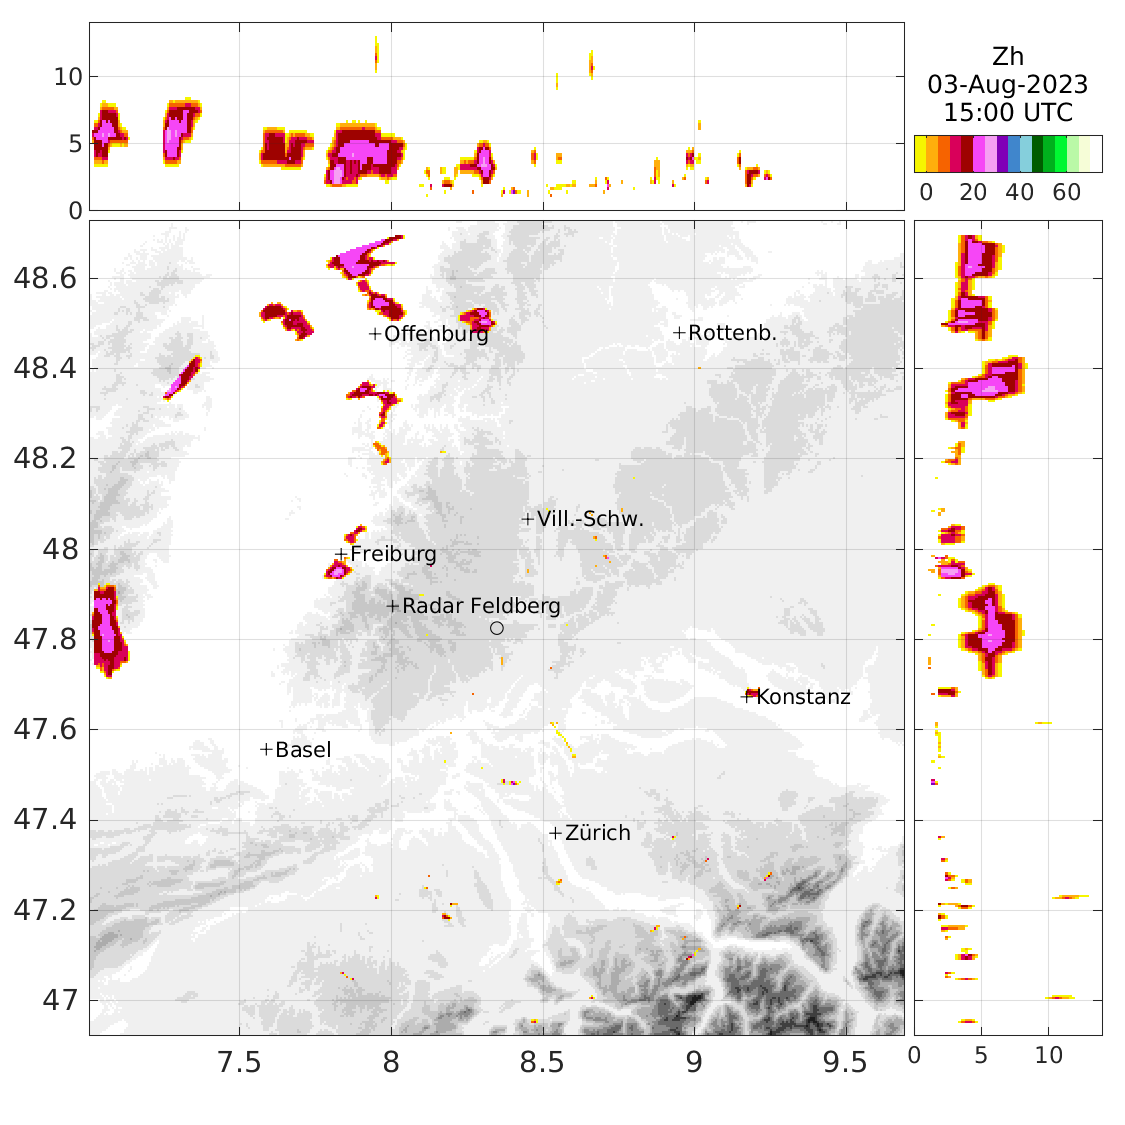 Zh
03-Aug-2023
15:00 UTC
0 20 40 60
10
5
0
48.6
48.4
48.2
48
47.8
47.6
47.4
47.2
47
Offenburg
Rottenb.
Vill.-Schw.
Freiburg
Radar Feldberg
Konstanz
Basel
Zürich
7.5 8 8.5 9 9.5
0 5 10